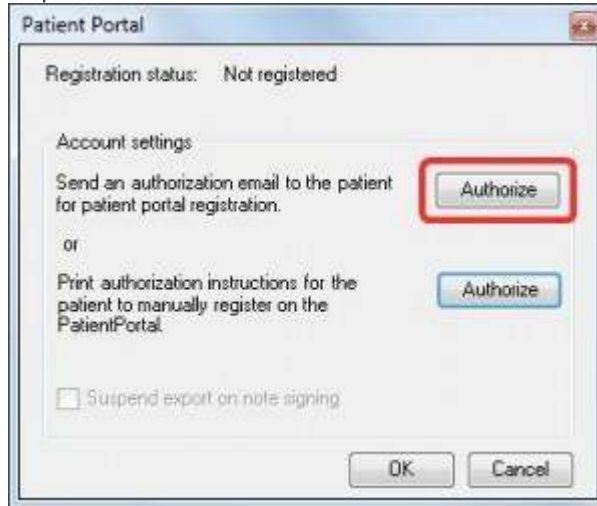 Patient Portal
Registration status: Not registered
Account settings
Send an authorization email to the patient
for patient portal registration.
Authorize
or
Print authorization instructions for the
patient to manually register on the
PatientPortal.
Authorize
Suspend export on note signing
OK Cancel